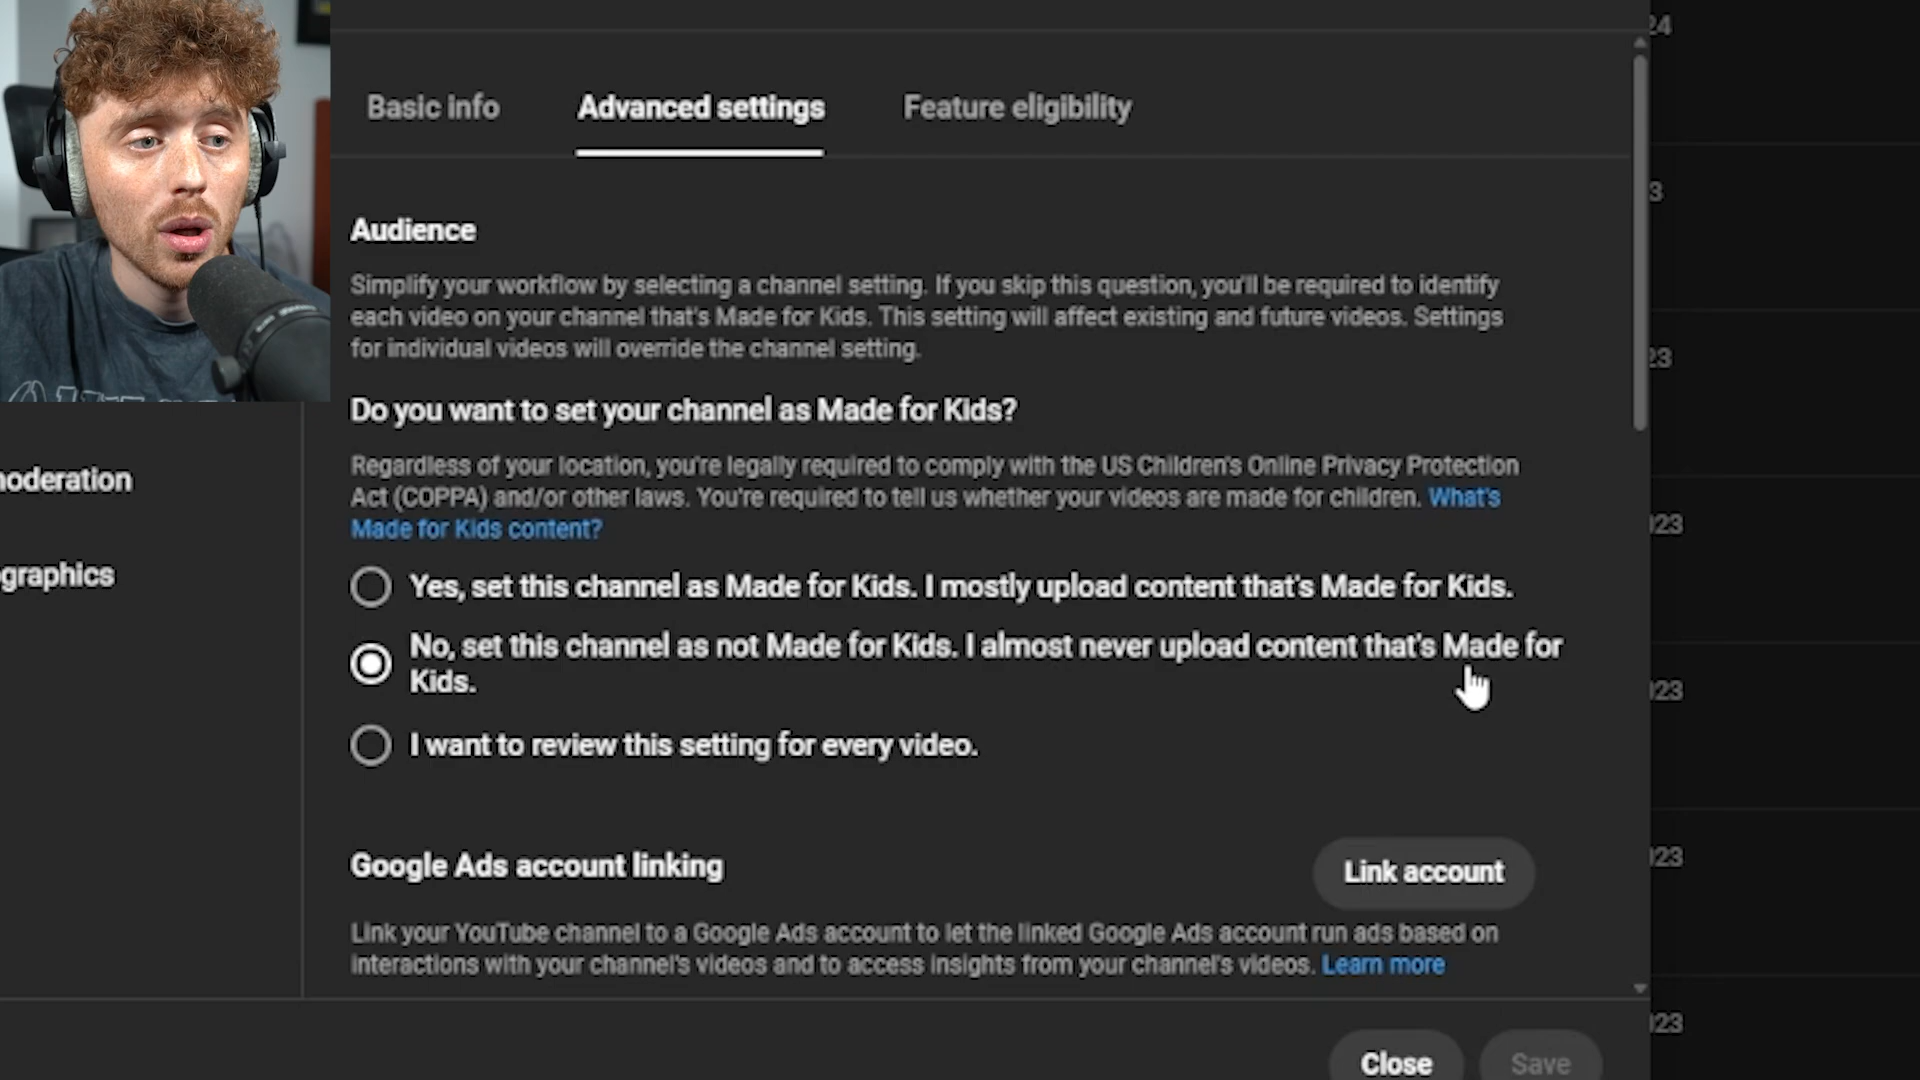 Basic info
Advanced settings
Feature eligibility
Audience
Simplify your workflow by selecting a channel setting. If you skip this question, you'll be required to identify
each video on your channel that's Made for Kids. This setting will affect existing and future videos. Settings
for individual videos will override the channel setting.
Do you want to set your channel as Made for Kids?
Regardless of your location, you're legally required to comply with the US Children's Online Privacy Protection
Act (COPPA) and/or other laws. You're required to tell us whether your videos are made for children. What's
Made for Kids content?
Yes, set this channel as Made for Kids. I mostly upload content that's Made for Kids.
No, set this channel as not Made for Kids. I almost never upload content that's Made for
Kids.
I want to review this setting for every video.
Google Ads account linking
Link account
Link your YouTube channel to a Google Ads account to let the linked Google Ads account run ads based on
interactions with your channel's videos and to access insights from your channel's videos. Learn more
Close
Save
moderation
graphics
24
3
23
023
023
023
023